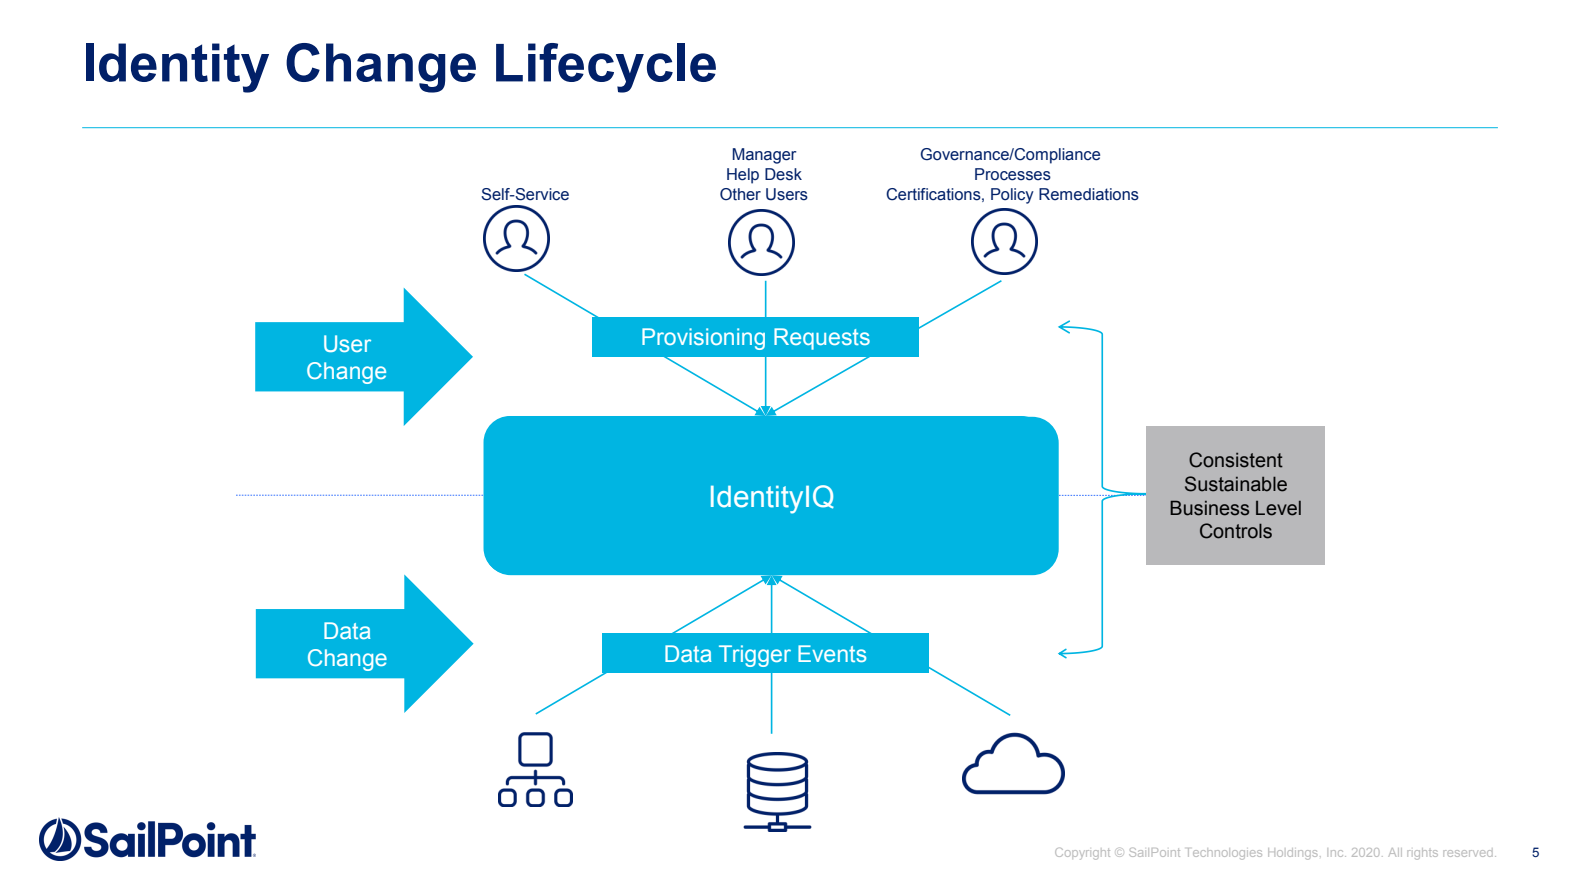 Identity Change Lifecycle
Self-Service
Manager
Help Desk
Other Users
Governance/Compliance
Processes
Certifications, Policy Remediations
User
Change
Provisioning Requests
IdentityIQ
Consistent
Sustainable
Business Level
Controls
Data
Change
Data Trigger Events
SailPoint
Copyright © SailPoint Technologies Holdings, Inc. 2020. All rights reserved.
5